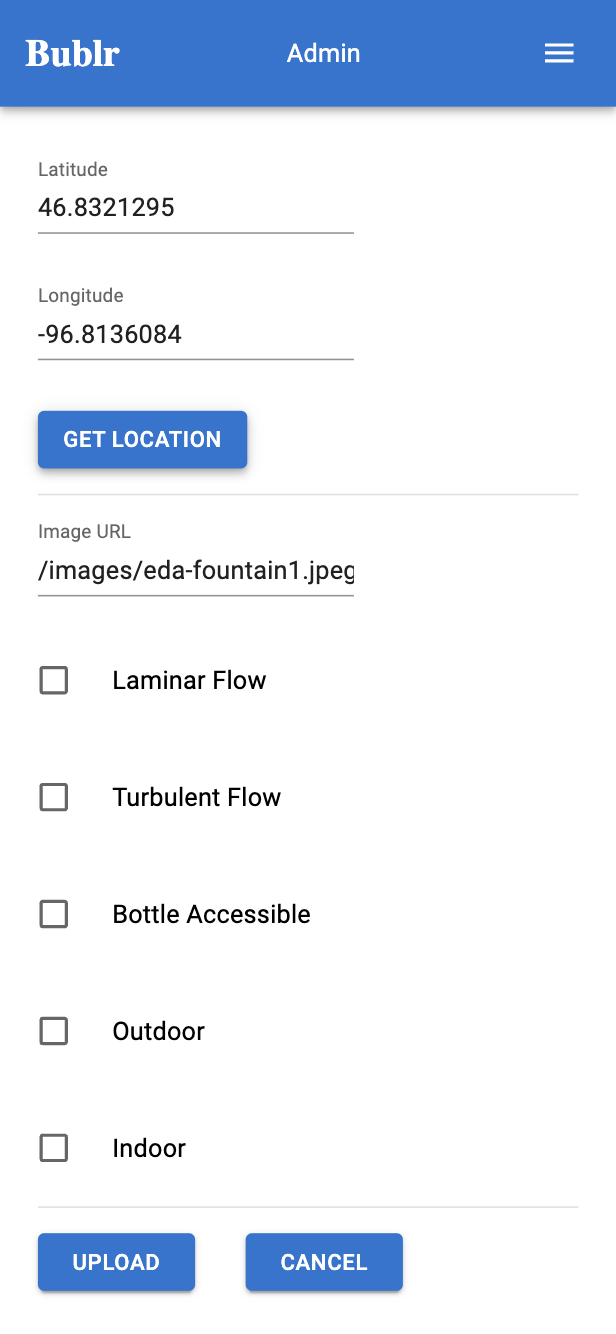 Bublr
Admin
Latitude
46.8321295
Longitude
-96.8136084
GET LOCATION
Image URL
/images/eda-fountain1.jpeg
Laminar Flow
Turbulent Flow
Bottle Accessible
Outdoor
Indoor
UPLOAD
CANCEL